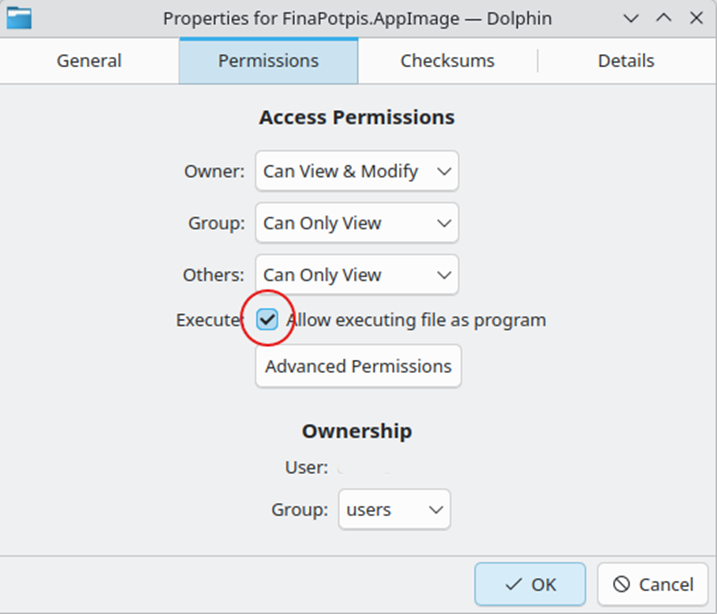 Properties for FinaPotpis.AppImage — Dolphin
General Permissions Checksums Details
Access Permissions
Owner: Can View & Modify
Group: Can Only View
Others: Can Only View
Execute: Allow executing file as program
Advanced Permissions
Ownership
User:
Group: users
OK Cancel